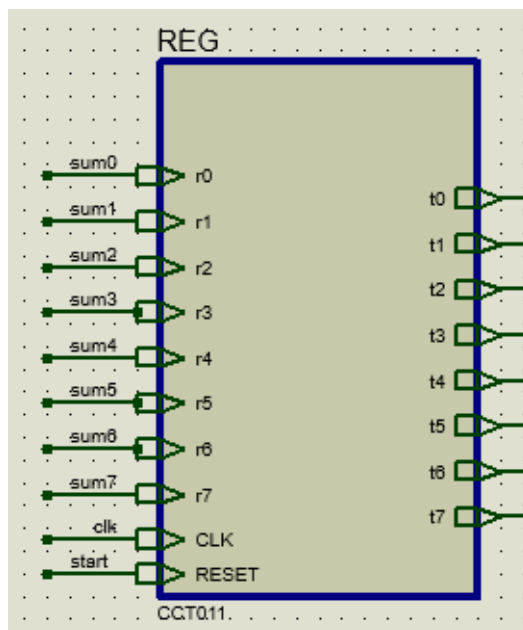 REG
sum0 r0
t0
sum1 r1
t1
sum2 r2
t2
sum3 r3
t3
sum4 r4
t4
sum5 r5
t5
sum6 r6
t6
sum7 r7
t7
clk CLK
start RESET
CCT011